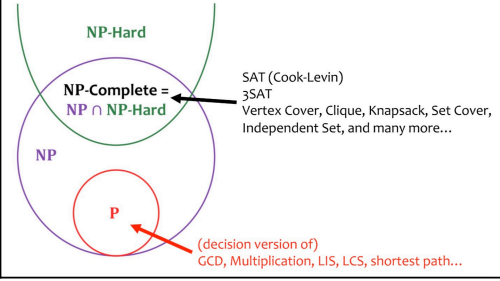 NP-Hard
NP-Complete =
NP ∩ NP-Hard
SAT (Cook-Levin)
3SAT
Vertex Cover, Clique, Knapsack, Set Cover,
Independent Set, and many more…
NP
P
(decision version of)
GCD, Multiplication, LIS, LCS, shortest path…